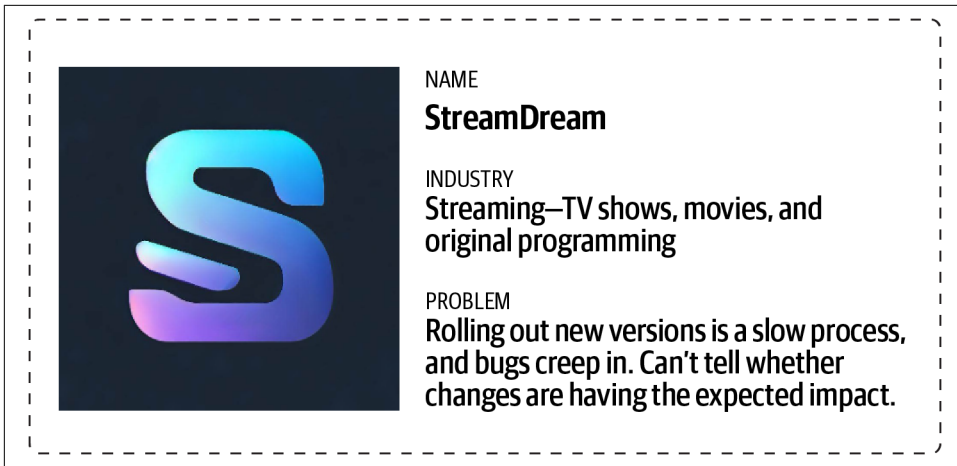 NAME
StreamDream
INDUSTRY
Streaming—TV shows, movies, and
original programming
PROBLEM
Rolling out new versions is a slow process,
and bugs creep in. Can’t tell whether
changes are having the expected impact.